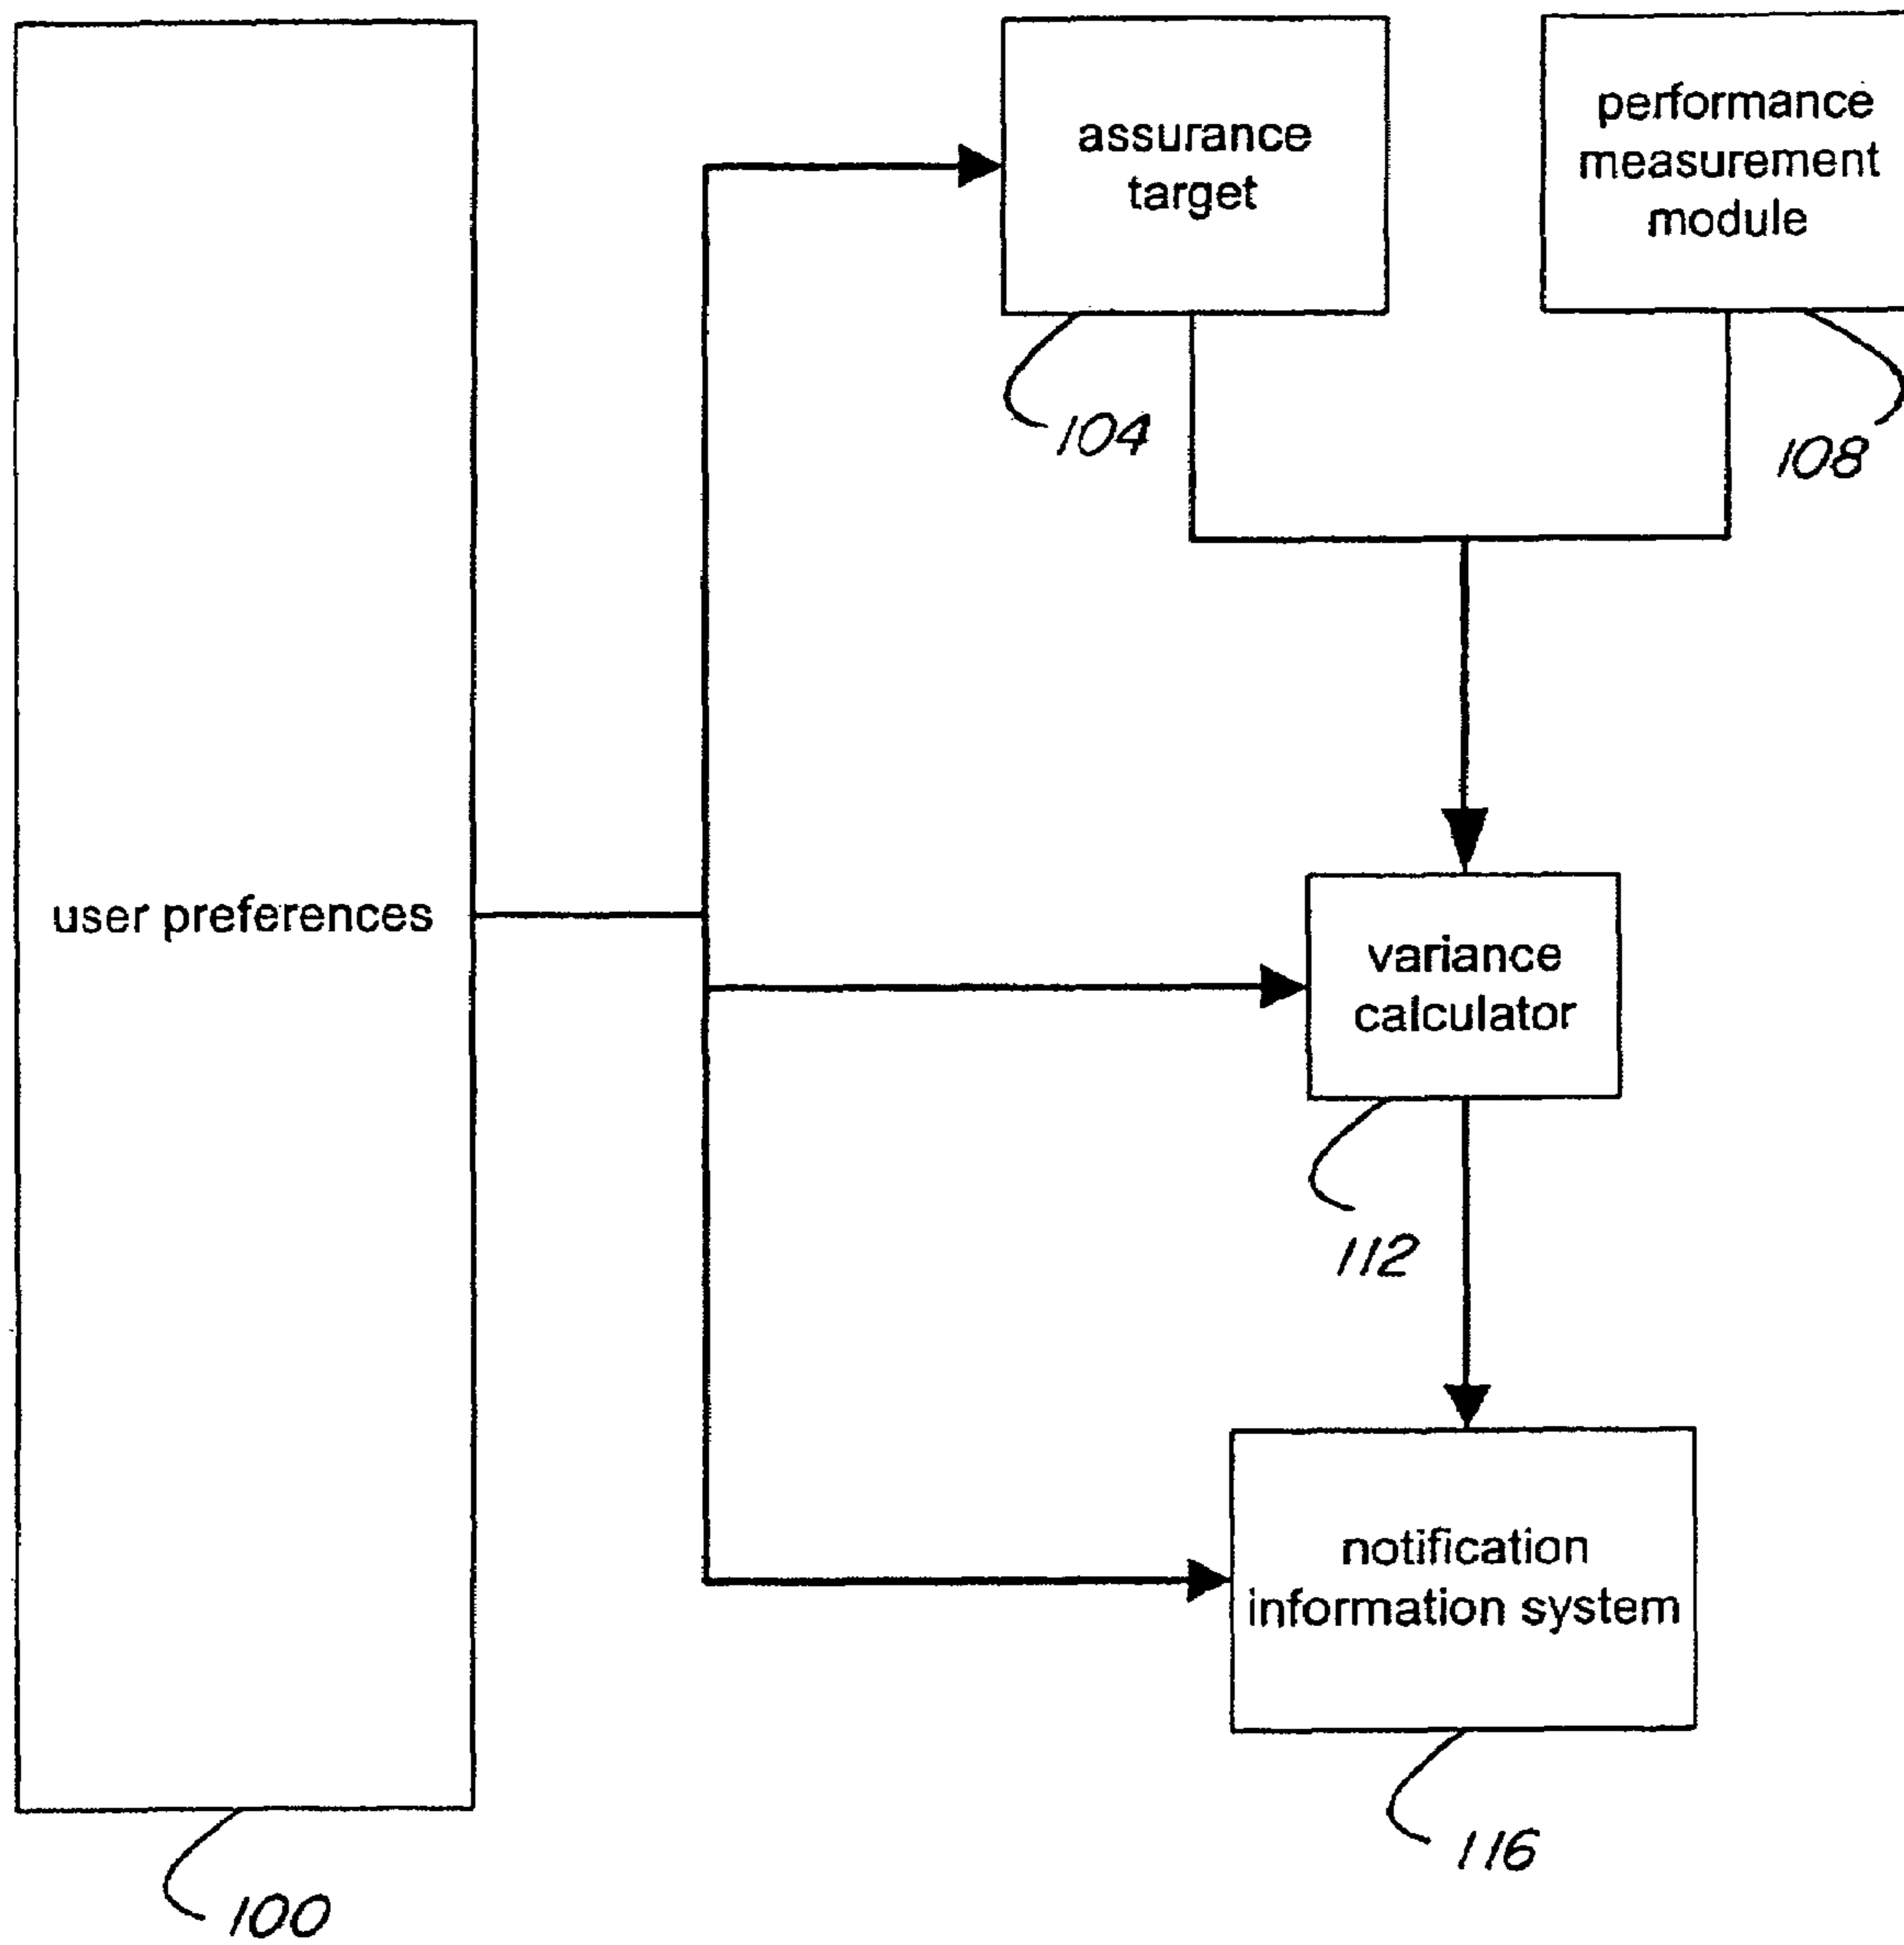 assurance
target
performance
measurement
module
104
108
user preferences
variance
calculator
112
notification
information system
116
100